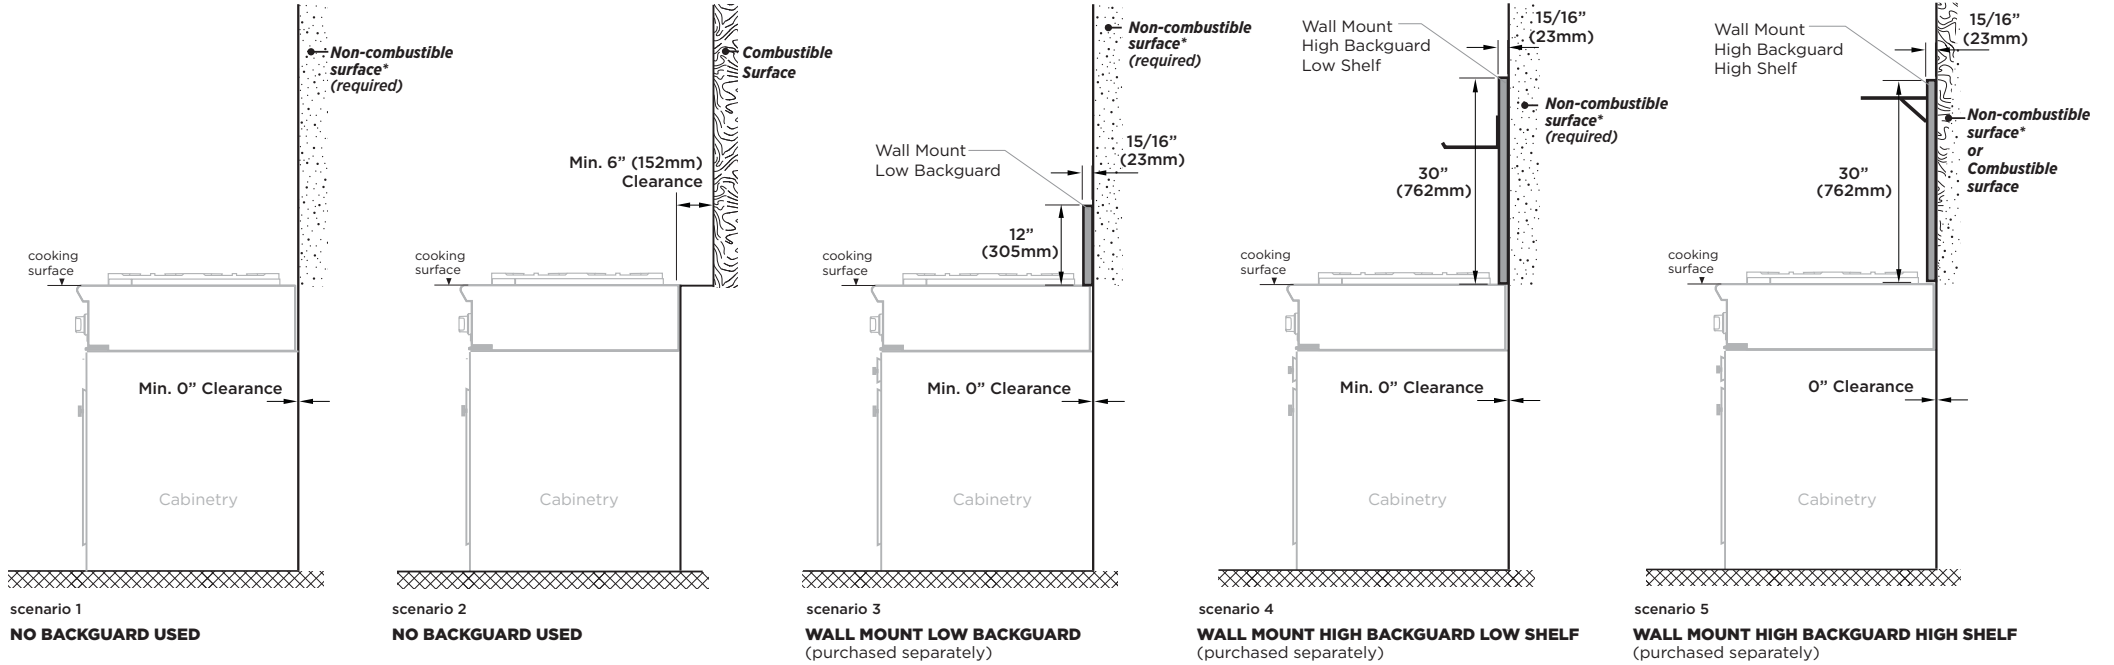 Non-combustible
surface*
(required)
cooking
surface
Min. 0” Clearance
Cabinetry
scenario 1
NO BACKGUARD USED
Combustible
Surface
Min. 6” (152mm)
Clearance
cooking
surface
Cabinetry
scenario 2
NO BACKGUARD USED
Non-combustible
surface*
(required)
15/16”
(23mm)
Wall Mount
Low Backguard
12”
(305mm)
cooking
surface
Min. 0” Clearance
Cabinetry
scenario 3
WALL MOUNT LOW BACKGUARD
(purchased separately)
Wall Mount
High Backguard
Low Shelf
15/16”
(23mm)
Non-combustible
surface*
(required)
30”
(762mm)
cooking
surface
Min. 0” Clearance
Cabinetry
scenario 4
WALL MOUNT HIGH BACKGUARD LOW SHELF
(purchased separately)
Wall Mount
High Backguard
High Shelf
15/16”
(23mm)
Non-combustible
surface*
or
Combustible
surface
30”
(762mm)
cooking
surface
0” Clearance
Cabinetry
scenario 5
WALL MOUNT HIGH BACKGUARD HIGH SHELF
(purchased separately)